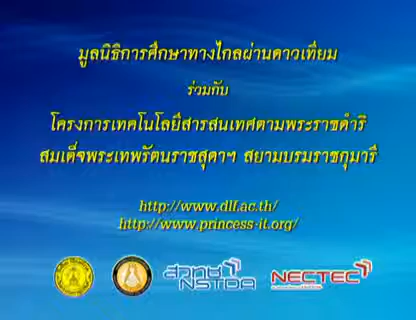 มูลนิธิการศึกษาทางไกลผ่านดาวเทียม
ร่วมกับ
โครงการเทคโนโลยีสารสนเทศตามพระราชดำริ
สมเด็จพระเทพรัตนราชสุดาฯ สยามบรมราชกุมารี
http://www.dlf.ac.th/
http://www.princess-it.org/
สวทช
NSTDA
NECTEC